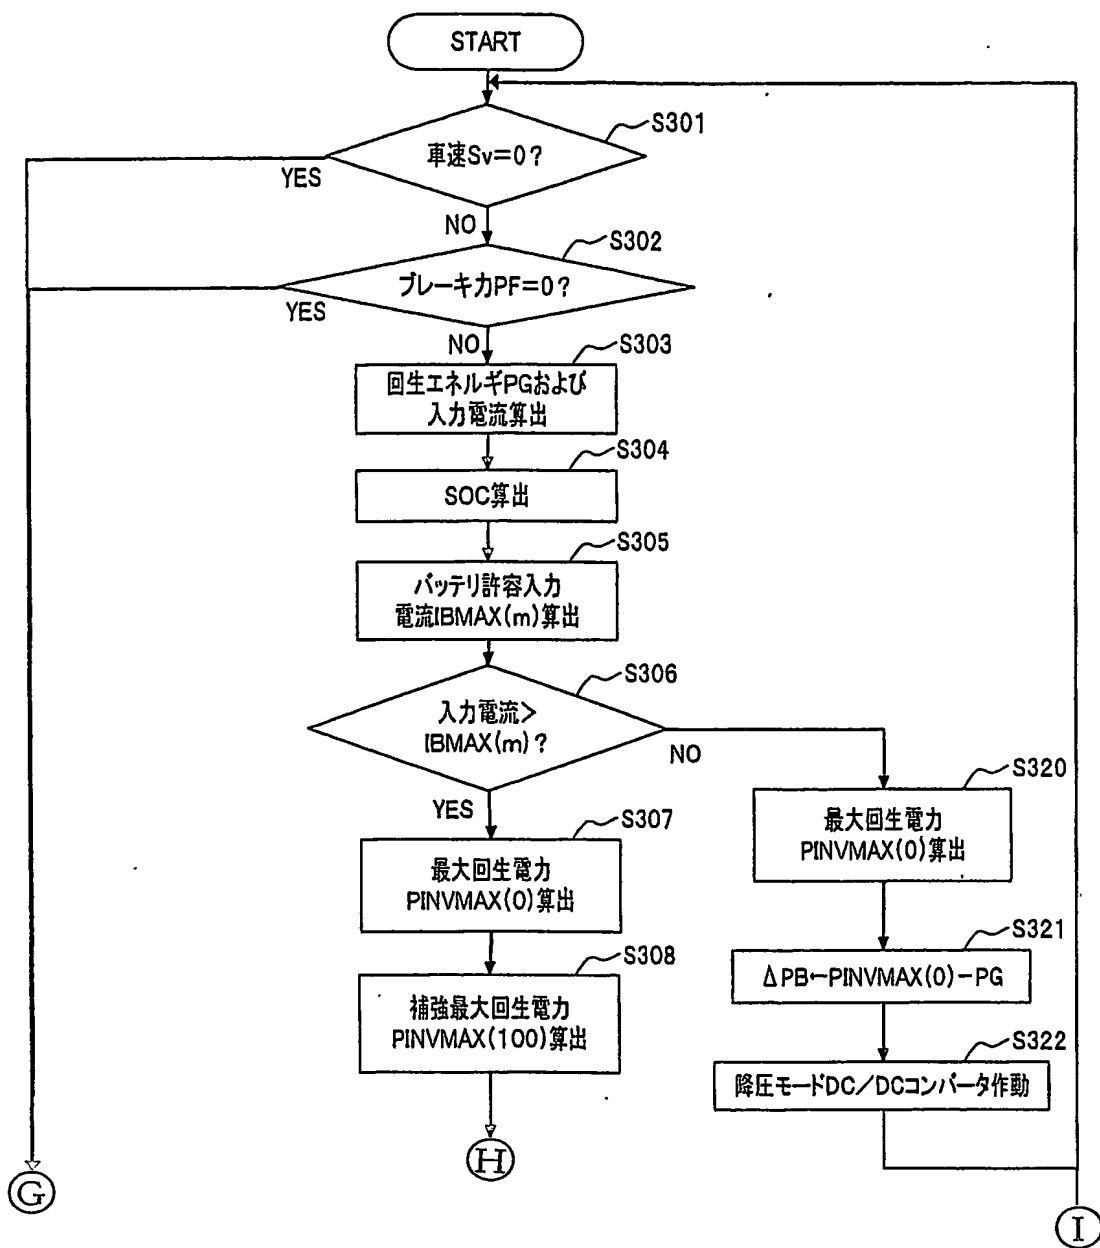 START
S301
車速Sv=0?
YES
NO
S302
ブレーキ力PF=0?
YES
NO
S303
回生エネルギPGおよび
入力電流算出
S304
SOC算出
S305
バッテリ許容入力
電流IBMAX(m)算出
S306
入力電流>
IBMAX(m)?
NO
YES
S320
最大回生電力
PINVMAX(0)算出
S307
最大回生電力
PINVMAX(0)算出
S321
ΔPB←PINVMAX(0)-PG
S308
補強最大回生電力
PINVMAX(100)算出
S322
降圧モードDC/DCコンバータ作動
H
G
I